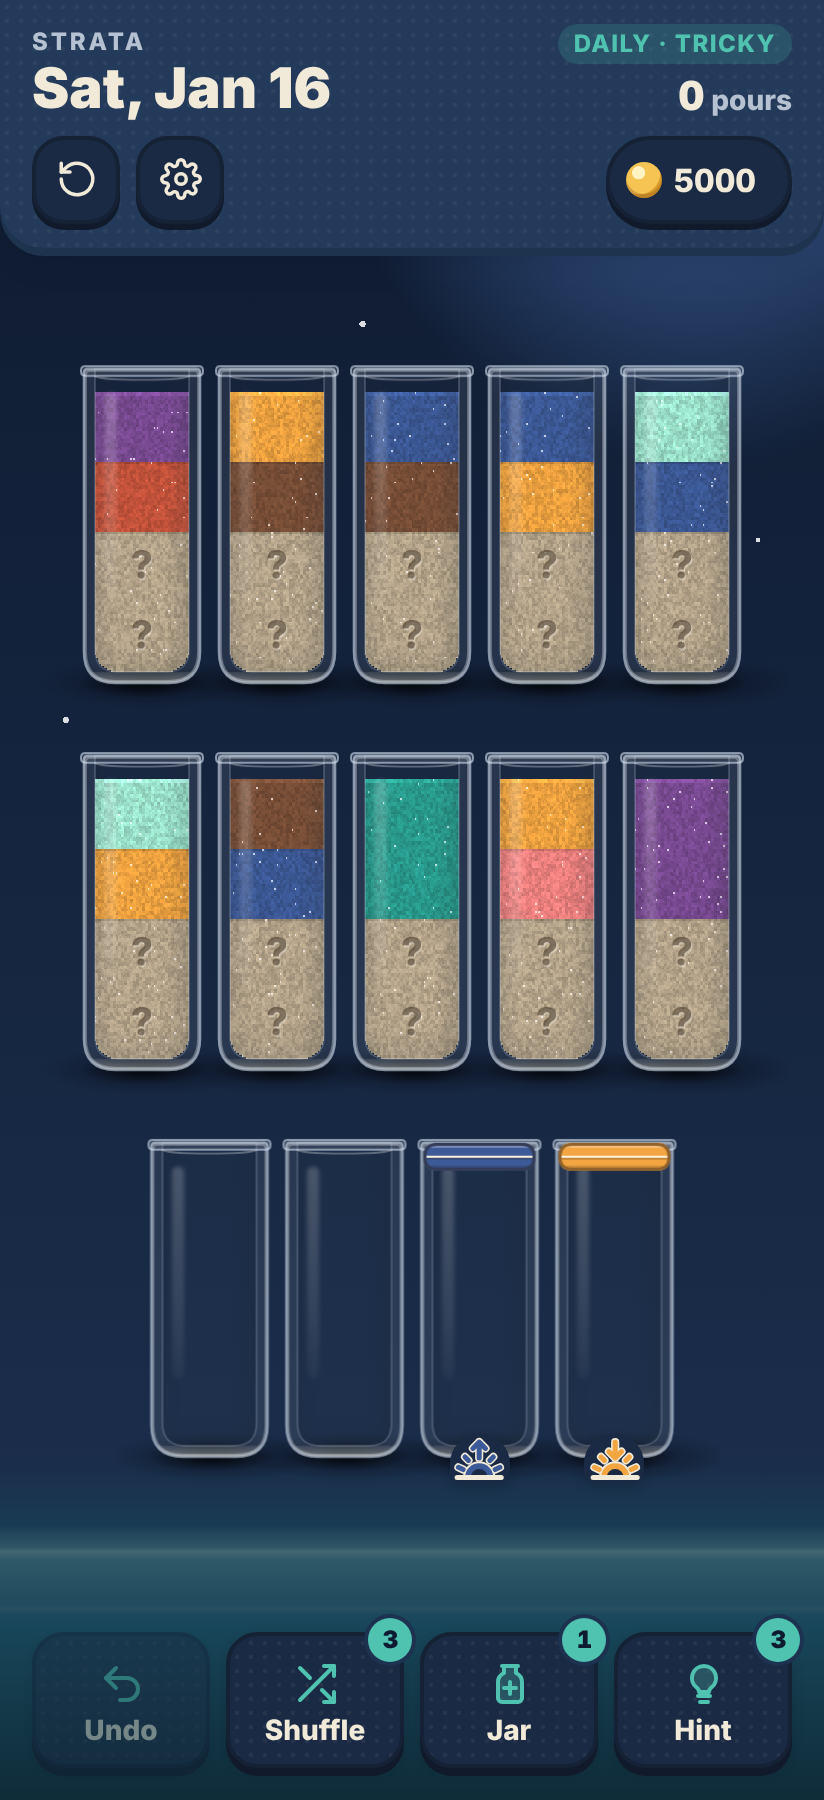 STRATA
DAILY · TRICKY
Sat, Jan 16
0 pours
5000
? ? ? ? ?
? ? ? ? ?
? ? ? ? ?
? ? ? ? ?
3
1
3
Undo
Shuffle
Jar
Hint